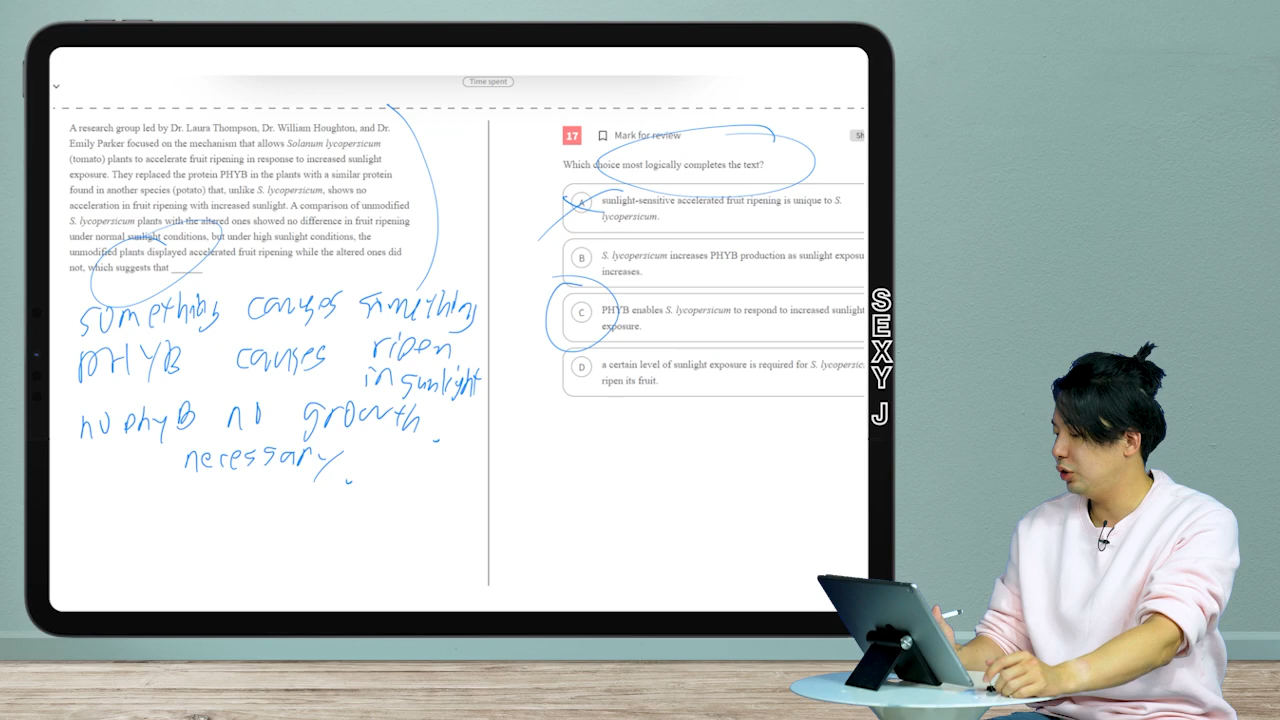 Time spent
A research group led by Dr. Laura Thompson, Dr. William Houghton, and Dr.
Emily Parker focused on the mechanism that allows Solanum lycopersicum
(tomato) plants to accelerate fruit ripening in response to increased sunlight
exposure. They replaced the protein PHYB in the plants with a similar protein
found in another species (potato) that, unlike S. lycopersicum, shows no
acceleration in fruit ripening with increased sunlight. A comparison of unmodified
S. lycopersicum plants with the altered ones showed no difference in fruit ripening
under normal sunlight conditions, but under high sunlight conditions, the
unmodified plants displayed accelerated fruit ripening while the altered ones did
not, which suggests that ______
something causes something
PHYB causes ripen
in sunlight
no phyB no growth.
necessary.
17 Mark for review Sh
Which choice most logically completes the text?
A sunlight-sensitive accelerated fruit ripening is unique to S.
lycopersicum.
B S. lycopersicum increases PHYB production as sunlight exposu
increases.
C PHYB enables S. lycopersicum to respond to increased sunlight
exposure.
D a certain level of sunlight exposure is required for S. lycopersic
ripen its fruit.
SEXY J